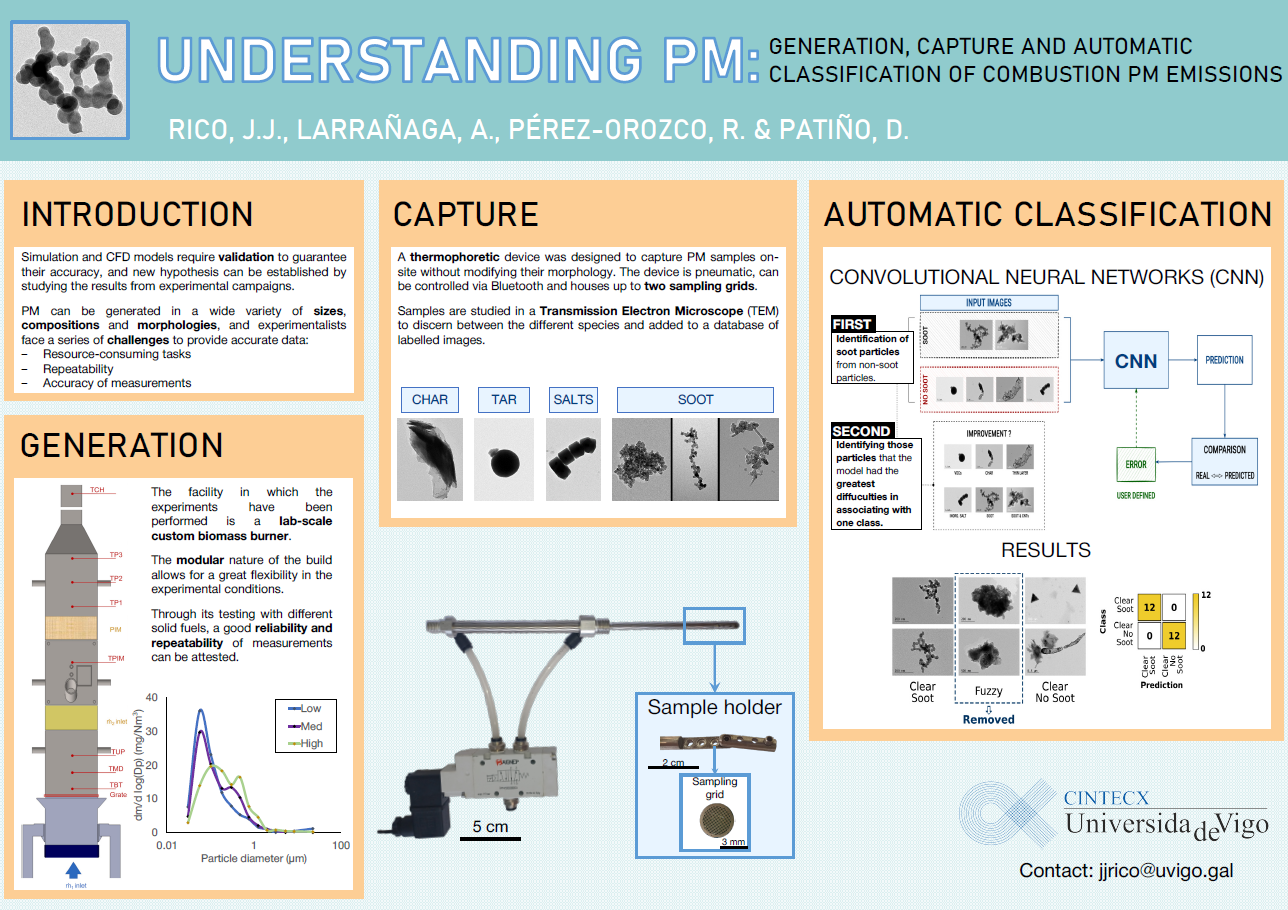 UNDERSTANDING PM:
GENERATION, CAPTURE AND AUTOMATIC
CLASSIFICATION OF COMBUSTION PM EMISSIONS
RICO, J.J., LARRAÑAGA, A., PÉREZ-OROZCO, R. & PATIÑO, D.
INTRODUCTION
Simulation and CFD models require validation to guarantee
their accuracy, and new hypothesis can be established by
studying the results from experimental campaigns.
PM can be generated in a wide variety of sizes,
compositions and morphologies, and experimentalists
face a series of challenges to provide accurate data:
– Resource-consuming tasks
– Repeatability
– Accuracy of measurements
GENERATION
TCH
TP3
TP2
TP1
PIM
TPIM
ṁ₂ inlet
TUP
TMD
TBT
Grate
ṁ₁ inlet
The facility in which the
experiments have been
performed is a lab-scale
custom biomass burner.
The modular nature of the build
allows for a great flexibility in the
experimental conditions.
Through its testing with different
solid fuels, a good reliability and
repeatability of measurements
can be attested.
dm/d log(Dp) (mg/Nm³)
40
30
20
10
0
0.01
1
100
Particle diameter (µm)
Low
Med
High
CAPTURE
A thermophoretic device was designed to capture PM samples on-
site without modifying their morphology. The device is pneumatic, can
be controlled via Bluetooth and houses up to two sampling grids.
Samples are studied in a Transmission Electron Microscope (TEM)
to discern between the different species and added to a database of
labelled images.
CHAR
TAR
SALTS
SOOT
5 cm
Sample holder
2 cm
Sampling
grid
3 mm
AUTOMATIC CLASSIFICATION
CONVOLUTIONAL NEURAL NETWORKS (CNN)
INPUT IMAGES
FIRST
Identification of
soot particles
from non-soot
particles.
SOOT
NO SOOT
CNN
PREDICTION
SECOND
Identifying those
particles that the
model had the
greatest
diffuculties in
associating with
one class.
IMPROVEMENT ?
CHAR
THIN LAYER
SOOT
ERROR
USER DEFINED
COMPARISON
REAL <=> PREDICTED
RESULTS
Clear
Soot
Fuzzy
Clear
No Soot
Removed
Class
Clear
Soot
Clear
No
Soot
12
0
0
12
Clear
Soot
Clear
No
Soot
Prediction
12
0
CINTECX
Universidade Vigo
Contact: jjrico@uvigo.gal